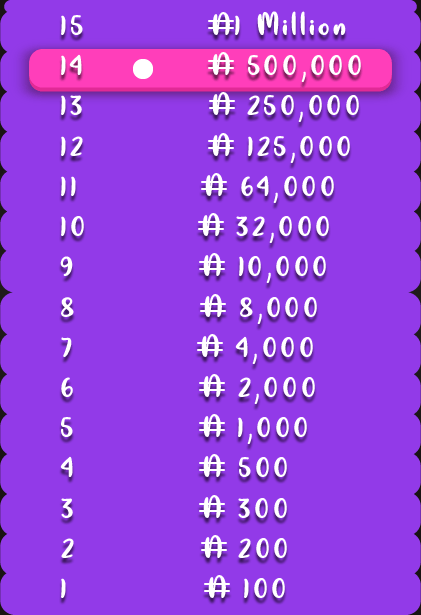 15 ₳1 Million
14 ₳ 500,000
13 ₳ 250,000
12 ₳ 125,000
11 ₳ 64,000
10 ₳ 32,000
9 ₳ 10,000
8 ₳ 8,000
7 ₳ 4,000
6 ₳ 2,000
5 ₳ 1,000
4 ₳ 500
3 ₳ 300
2 ₳ 200
1 ₳ 100